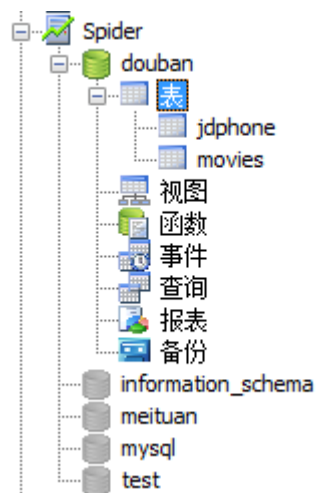 Spider
douban
表
jdphone
movies
视图
函数
事件
查询
报表
备份
information_schema
meituan
mysql
test